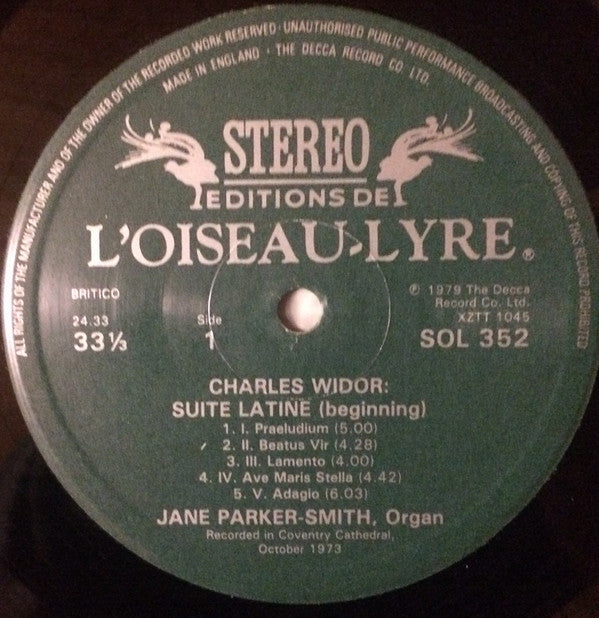 ALL RIGHTS OF THE MANUFACTURER AND OF THE OWNER OF THE RECORDED WORK RESERVED · UNAUTHORISED PUBLIC PERFORMANCE BROADCASTING AND COPYING OF THIS RECORD PROHIBITED
MADE IN ENGLAND · THE DECCA RECORD CO. LTD.
STEREO
EDITIONS DE
L'OISEAU-LYRE®
BRITICO
24.33
33⅓
Side
1
℗ 1979 The Decca
Record Co. Ltd.
XZTT 1045
SOL 352
CHARLES WIDOR:
SUITE LATINE (beginning)
1. I. Praeludium (5.00)
2. II. Beatus Vir (4.28)
3. III. Lamento (4.00)
4. IV. Ave Maris Stella (4.42)
5. V. Adagio (6.03)
JANE PARKER-SMITH, Organ
Recorded in Coventry Cathedral,
October 1973